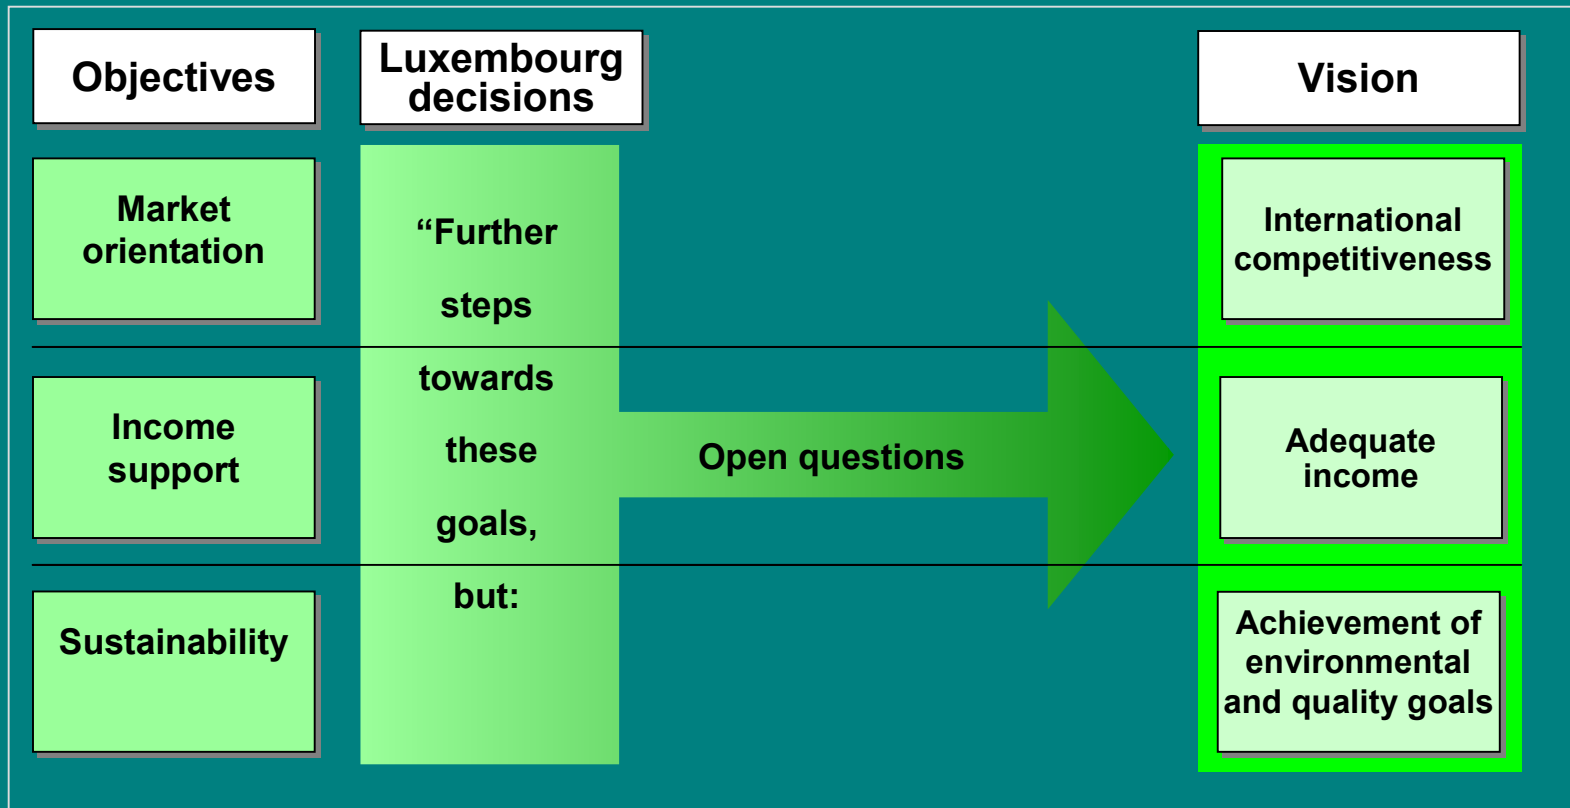 Objectives
Luxembourg
decisions
Vision
Market
orientation
Income
support
Sustainability
“Further
steps
towards
these
goals,
but:
Open questions
International
competitiveness
Adequate
income
Achievement of
environmental
and quality goals